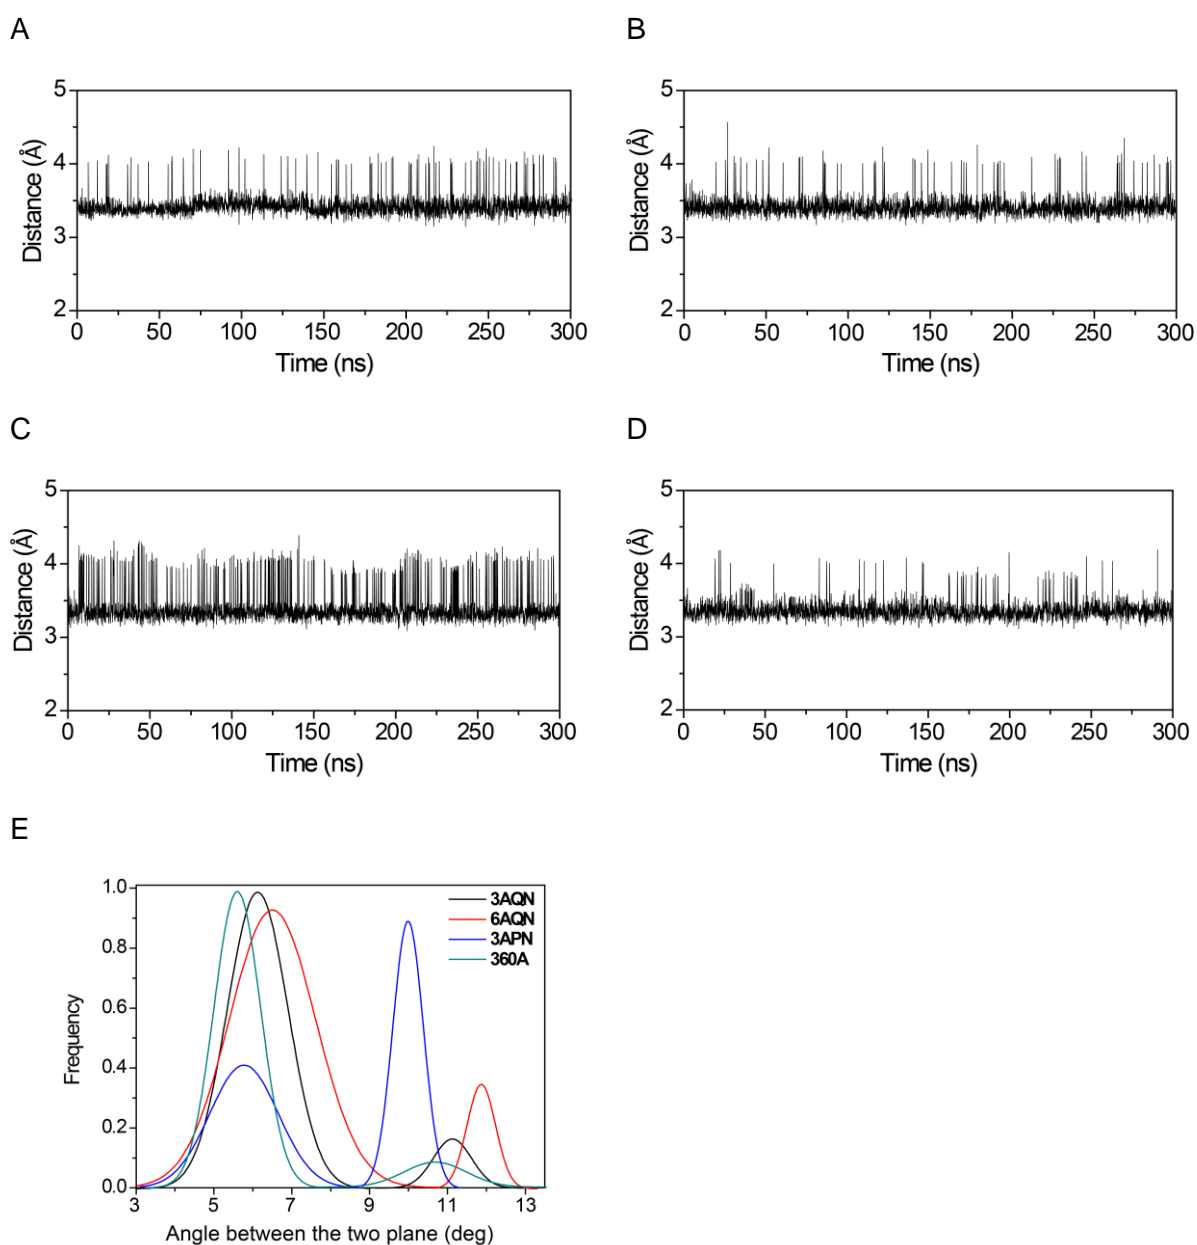 A
B
5
4
3
2
Distance (Å)
0 50 100 150 200 250 300
Time (ns)
5
4
3
2
Distance (Å)
0 50 100 150 200 250 300
Time (ns)
C
D
5
4
3
2
Distance (Å)
0 50 100 150 200 250 300
Time (ns)
5
4
3
2
Distance (Å)
0 50 100 150 200 250 300
Time (ns)
E
1.0
0.8
0.6
0.4
0.2
0.0
Frequency
3AQN
6AQN
3APN
360A
3 5 7 9 11 13
Angle between the two plane (deg)